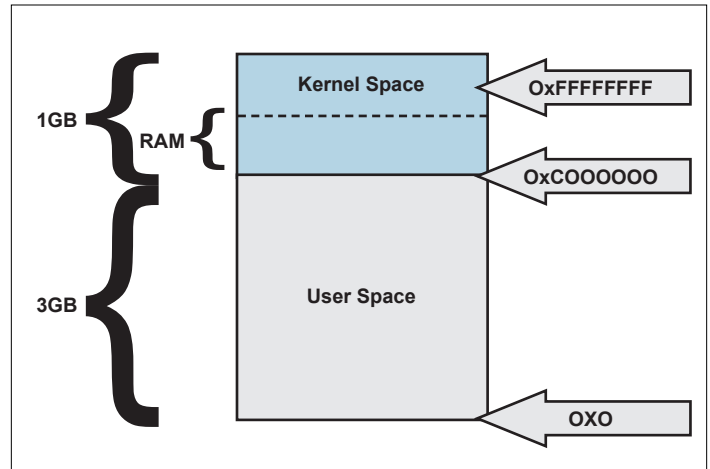 Kernel Space
OxFFFFFFFF
1GB
RAM
OxCOOOOOO
User Space
3GB
OXO